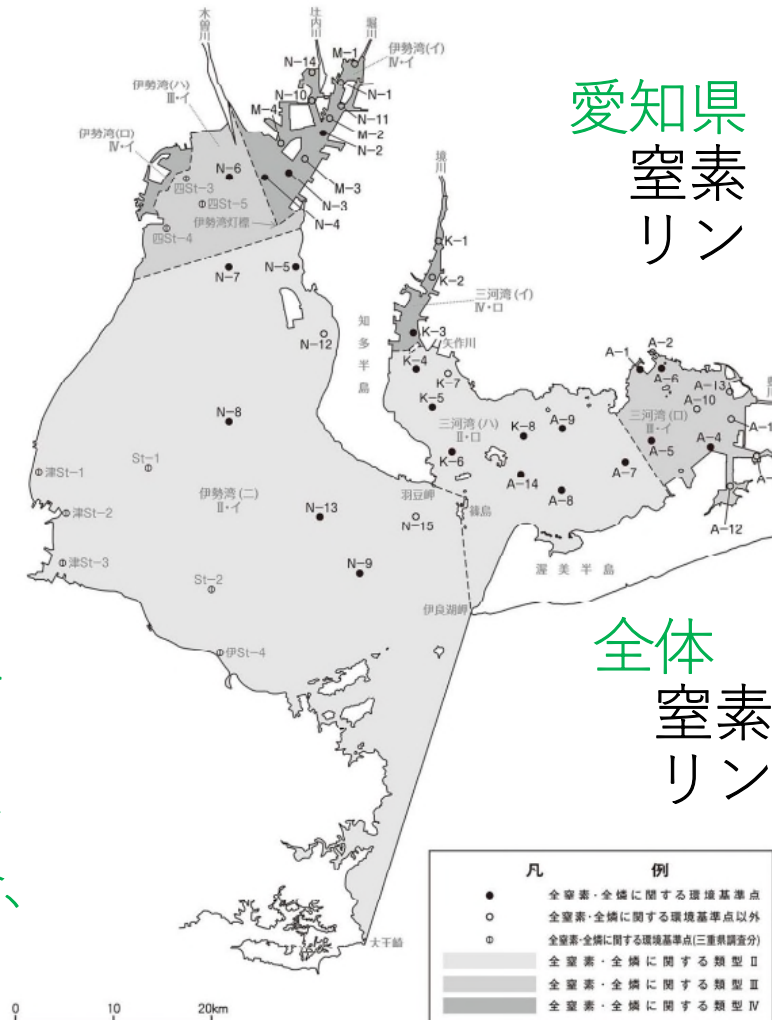 木曽川
庄内川
堀川
伊勢湾(イ)
Ⅳ・イ
M-1
N-14
N-10
N-1
N-11
M-4
M-2
N-2
伊勢湾(ハ)
Ⅲ・イ
伊勢湾(ロ)
Ⅳ・イ
N-6
四St-3
四St-5
四St-4
M-3
N-3
N-4
伊勢湾灯標
愛知県
窒素
リン
境川
K-1
K-2
三河湾(イ)
Ⅳ・ロ
N-7
N-5
N-12
知多半島
K-3
矢作川
K-4
K-7
K-5
A-1
A-2
A-6
A-13
A-10
三河湾(ロ)
Ⅲ・イ
N-8
三河湾(ハ)
Ⅱ・ロ
K-8
A-9
K-6
A-5
A-4
A-7
A-14
A-8
津St-1
St-1
伊勢湾(ニ)
Ⅱ・イ
津St-2
N-13
羽豆岬
N-15
篠島
A-12
津St-3
St-2
N-9
渥美半島
伊良湖岬
伊St-4
全体
窒素
リン
大王崎
凡 例
全窒素・全燐に関する環境基準点
全窒素・全燐に関する環境基準点以外
全窒素・全燐に関する環境基準点(三重県調査分)
全窒素・全燐に関する類型Ⅱ
全窒素・全燐に関する類型Ⅲ
全窒素・全燐に関する類型Ⅳ
0 10 20km